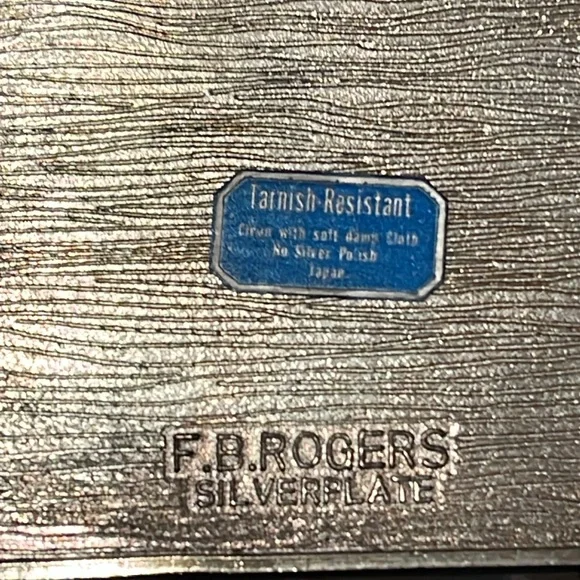 Tarnish-Resistant
Clean with soft damp Cloth
No Silver Polish
Japan
F.B.ROGERS
SILVERPLATE